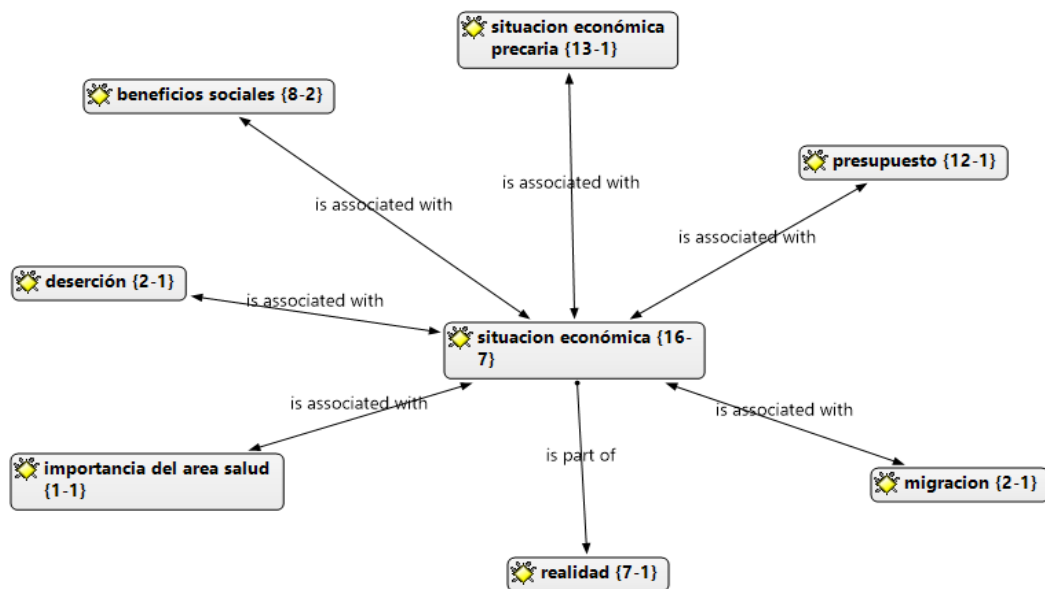 situacion económica
precaria {13-1}
beneficios sociales {8-2}
presupuesto {12-1}
is associated with
is associated with
is associated with
deserción {2-1}
is associated with
situacion económica {16-
7}
is associated with
is associated with
is part of
importancia del area salud
{1-1}
migracion {2-1}
realidad {7-1}